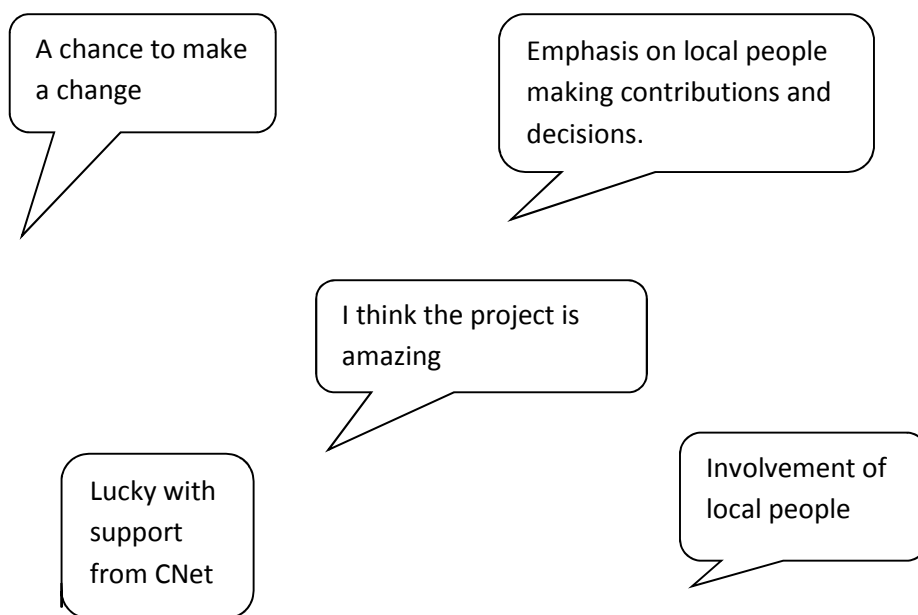 A chance to make
a change
Emphasis on local people
making contributions and
decisions.
I think the project is
amazing
Lucky with
support
from CNet
Involvement of
local people